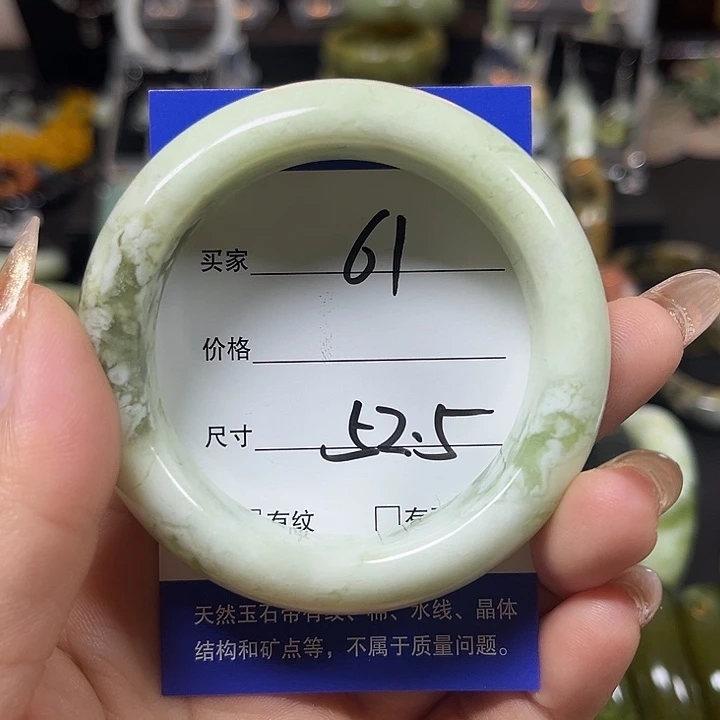 买家 61
价格
尺寸 52.5
有纹 有
天然玉石带有纹、棉、水线、晶体
结构和矿点等，不属于质量问题。